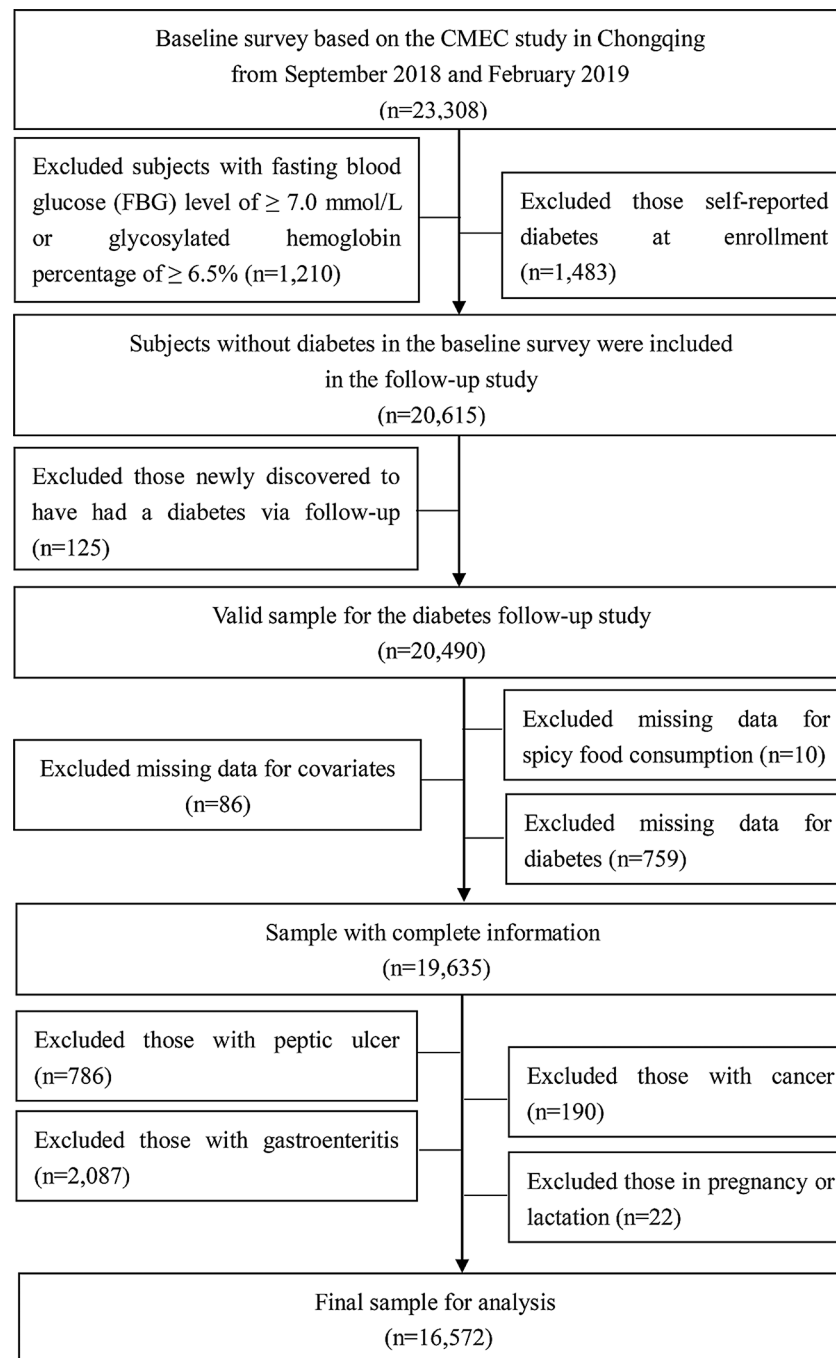 Baseline survey based on the CMEC study in Chongqing
from September 2018 and February 2019
(n=23,308)
Excluded subjects with fasting blood
glucose (FBG) level of ≥ 7.0 mmol/L
or glycosylated hemoglobin
percentage of ≥ 6.5% (n=1,210)
Excluded those self-reported
diabetes at enrollment
(n=1,483)
Subjects without diabetes in the baseline survey were included
in the follow-up study
(n=20,615)
Excluded those newly discovered to
have had a diabetes via follow-up
(n=125)
Valid sample for the diabetes follow-up study
(n=20,490)
Excluded missing data for
spicy food consumption (n=10)
Excluded missing data for covariates
(n=86)
Excluded missing data for
diabetes (n=759)
Sample with complete information
(n=19,635)
Excluded those with peptic ulcer
(n=786)
Excluded those with cancer
(n=190)
Excluded those with gastroenteritis
(n=2,087)
Excluded those in pregnancy or
lactation (n=22)
Final sample for analysis
(n=16,572)